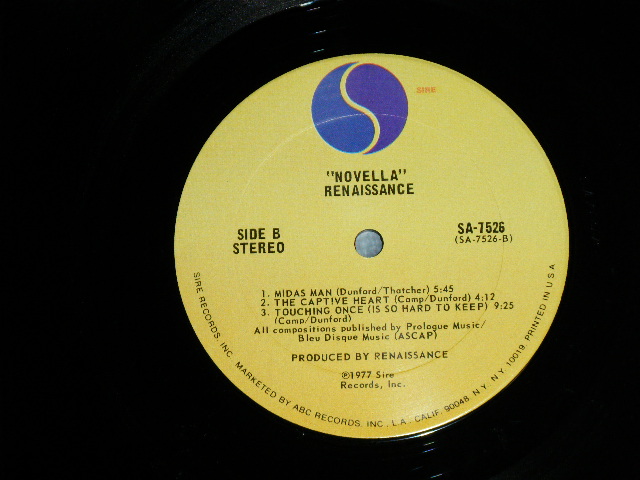 SIRE
"NOVELLA"
RENAISSANCE
SIDE B
STEREO
SA-7526
(SA-7526-B)
1. MIDAS MAN (Dunford/Thatcher) 5:45
2. THE CAPTIVE HEART (Camp/Dunford) 4:12
3. TOUCHING ONCE (IS SO HARD TO KEEP) 9:25
(Camp/Dunford)
All compositions published by Prologue Music/
Bleu Disque Music (ASCAP)
PRODUCED BY RENAISSANCE
℗1977 Sire
Records, Inc.
SIRE RECORDS, INC. MARKETED BY ABC RECORDS, INC., L.A., CALIF. 90048, N.Y., N.Y. 10019 PRINTED IN U.S.A.